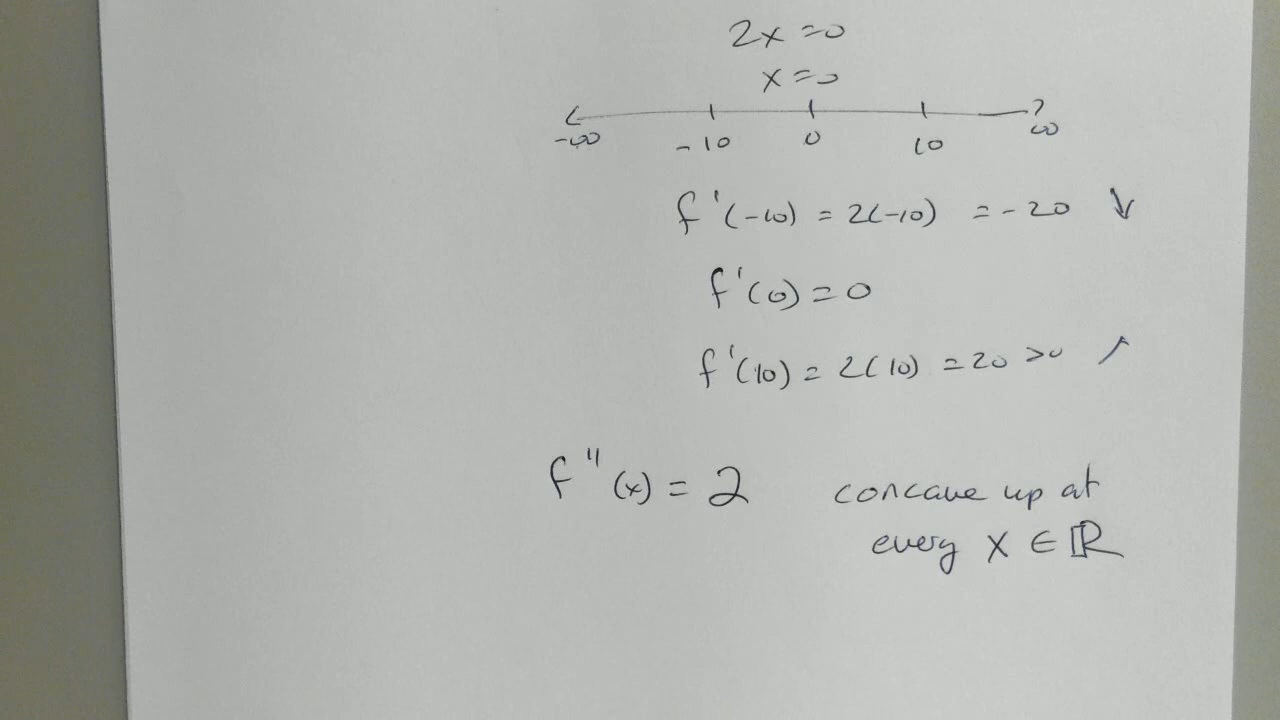 2x =0
x=0
-∞ -10 0 10 ∞
f'(-10) = 2(-10) = -20 ↓
f'(0) = 0
f'(10) = 2(10) = 20 >0 ↗
f"(x) = 2 concave up at
every x ∈ ℝ